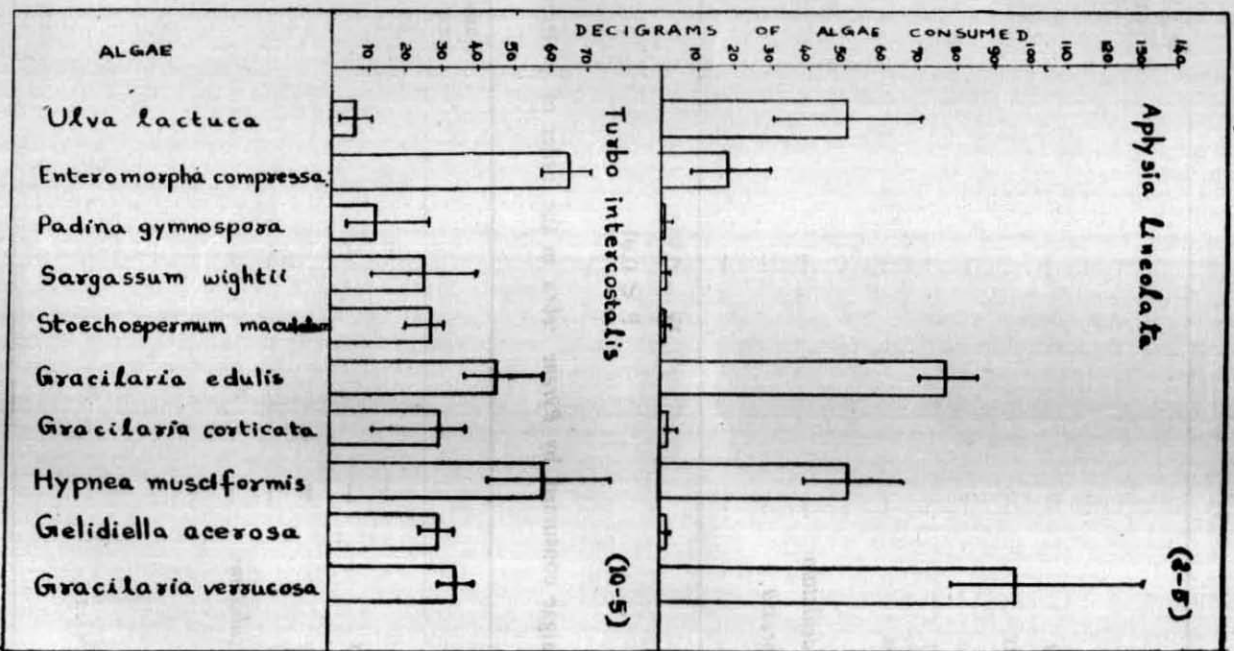 DECIGRAMS OF ALGAE CONSUMED
ALGAE
10 20 30 40 50 60 70
10 20 30 40 50 60 70 80 90 100 110 120 130 140
Ulva lactuca
Enteromorpha compressa
Padina gymnospora
Sargassum wightii
Stoechospermum
Gracilaria edulis
Gracilaria corticata
Hypnea musciformis
Gelidiella acerosa
Gracilaria verrucosa
Turbo intercostalis
(10-5)
Aplysia lineolata
(2-5)